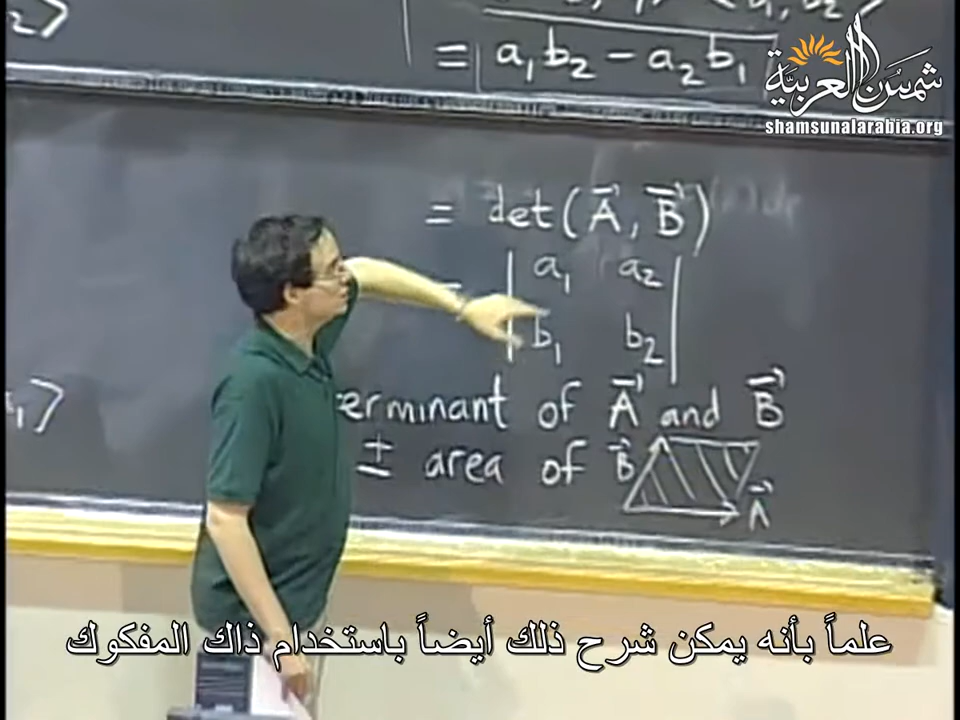 = a₁b₂ - a₂b₁
شمس العربية
shamsunalarabia.org
= det(A⃗, B⃗)
= | a₁ a₂ |
| b₁ b₂ |
erminant of A⃗ and B⃗
± area of B⃗ A⃗
علماً بأنه يمكن شرح ذلك أيضاً باستخدام ذاك المفكوك